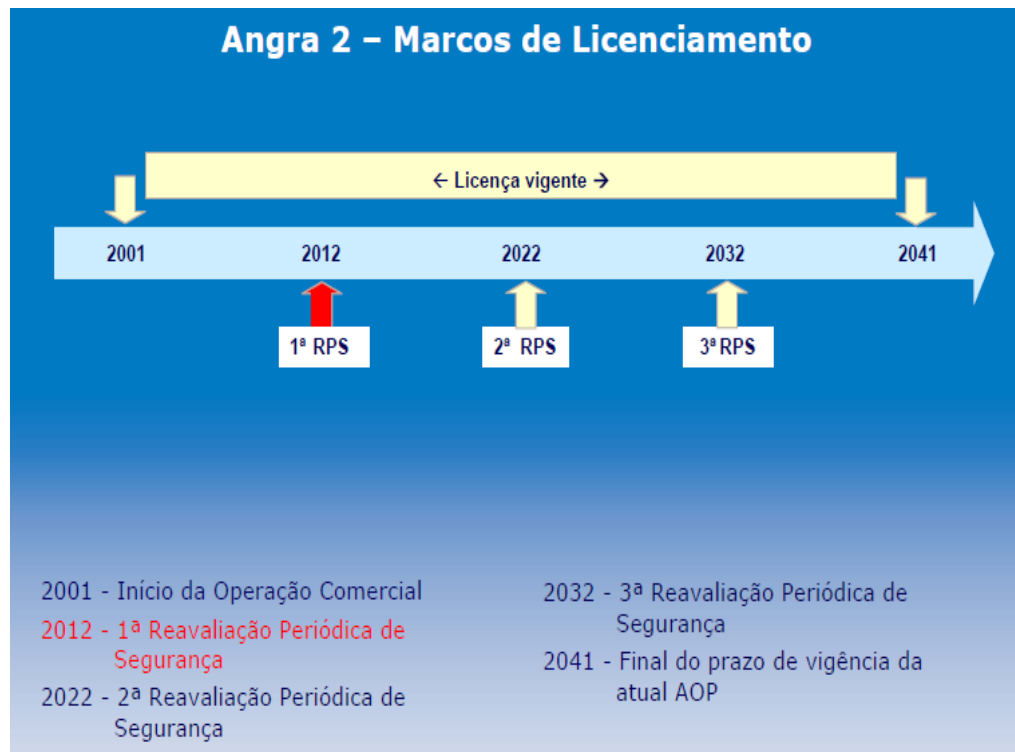 Angra 2 – Marcos de Licenciamento
← Licença vigente →
2001 2012 2022 2032 2041
1ª RPS 2ª RPS 3ª RPS
2001 - Início da Operação Comercial
2012 - 1ª Reavaliação Periódica de
Segurança
2022 - 2ª Reavaliação Periódica de
Segurança
2032 - 3ª Reavaliação Periódica de
Segurança
2041 - Final do prazo de vigência da
atual AOP